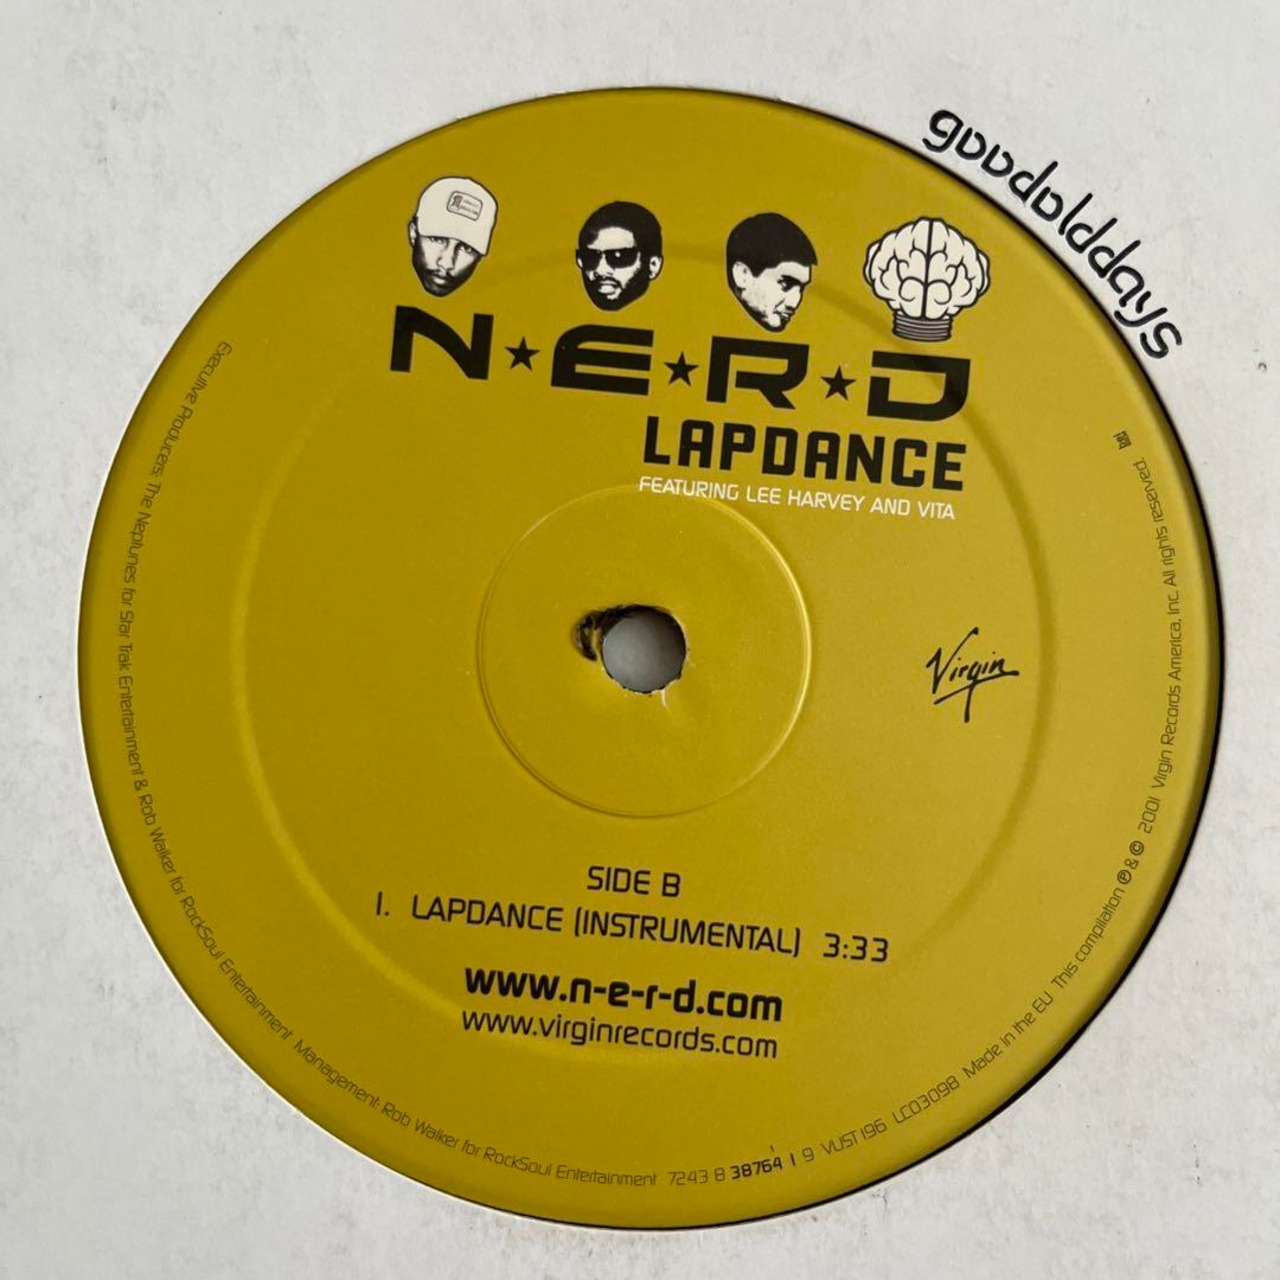 goodolddays
N★E★R★D
LAPDANCE
FEATURING LEE HARVEY AND VITA
Virgin
SIDE B
1. LAPDANCE (INSTRUMENTAL) 3:33
www.n-e-r-d.com
www.virginrecords.com
Executive Producers: The Neptunes for Star Trak Entertainment & Rob Walker for RockSoul Entertainment Management: Rob Walker for RockSoul Entertainment 7243 8 38764 1 9 VUST196 LC03098 Made in the EU This compilation ℗ & © 2001 Virgin Records America, Inc. All rights reserved.